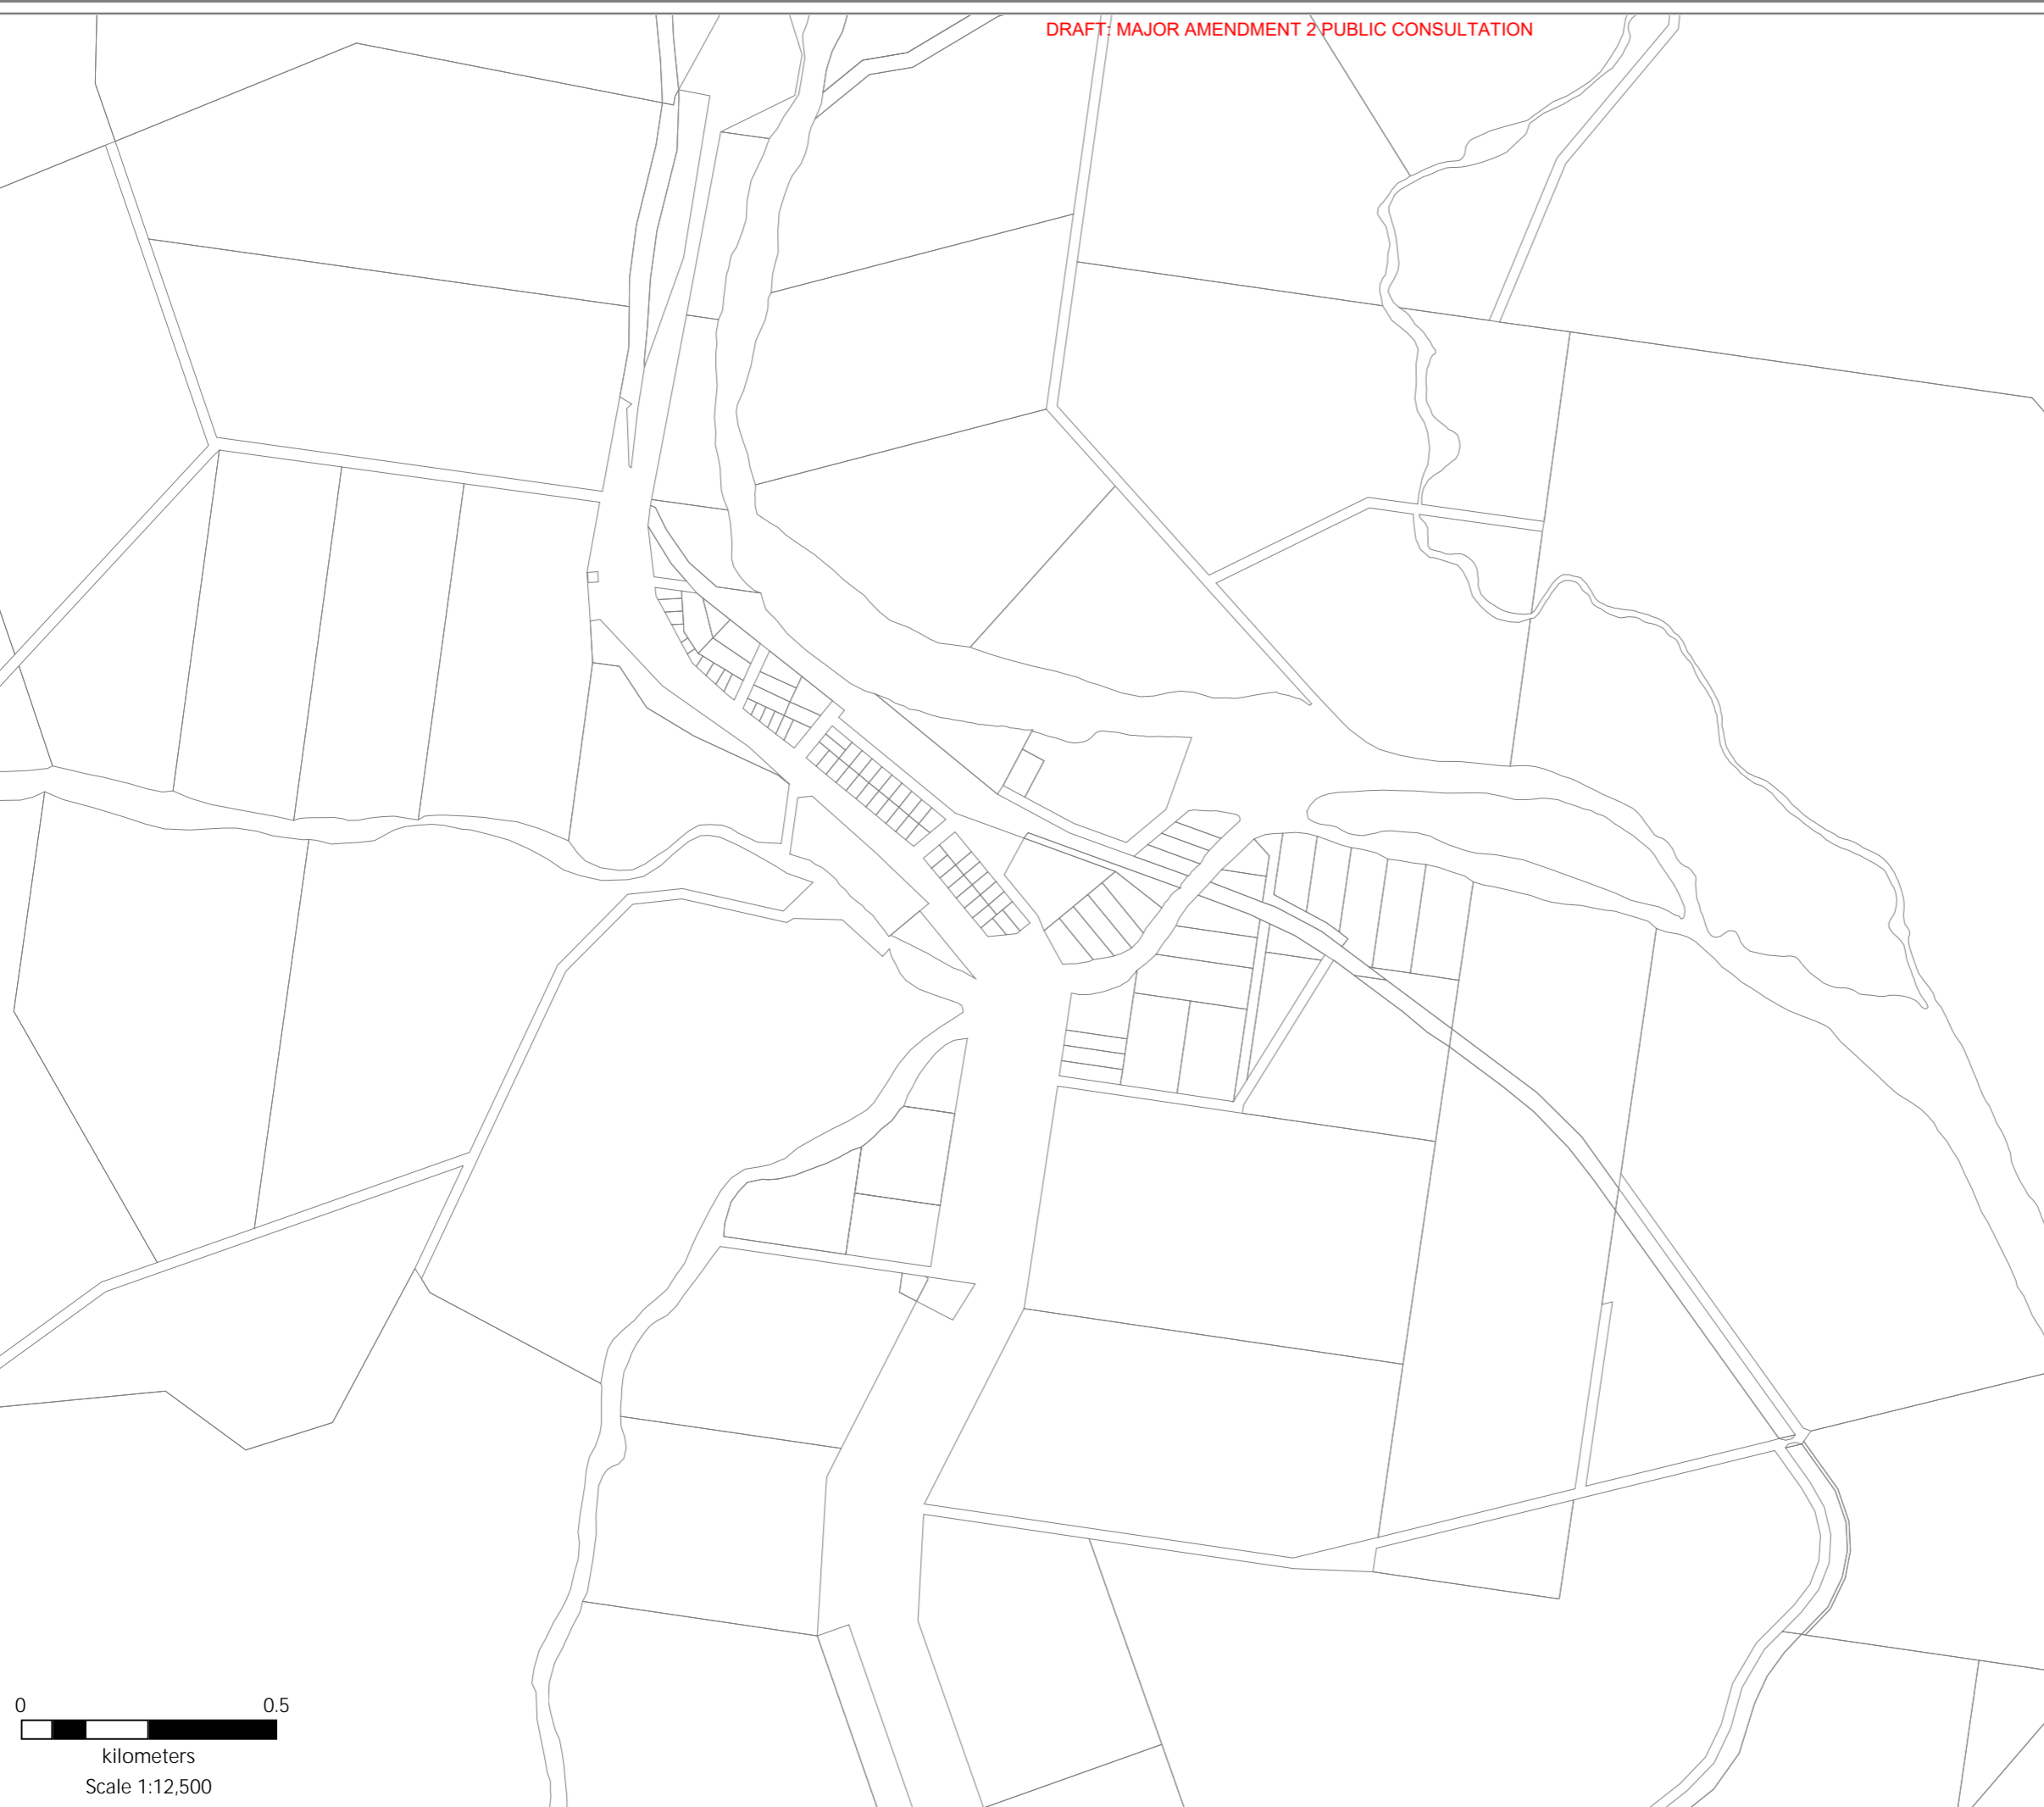 DRAFT: MAJOR AMENDMENT 2 PUBLIC CONSULTATION
0 0.5
kilometers
Scale 1:12,500